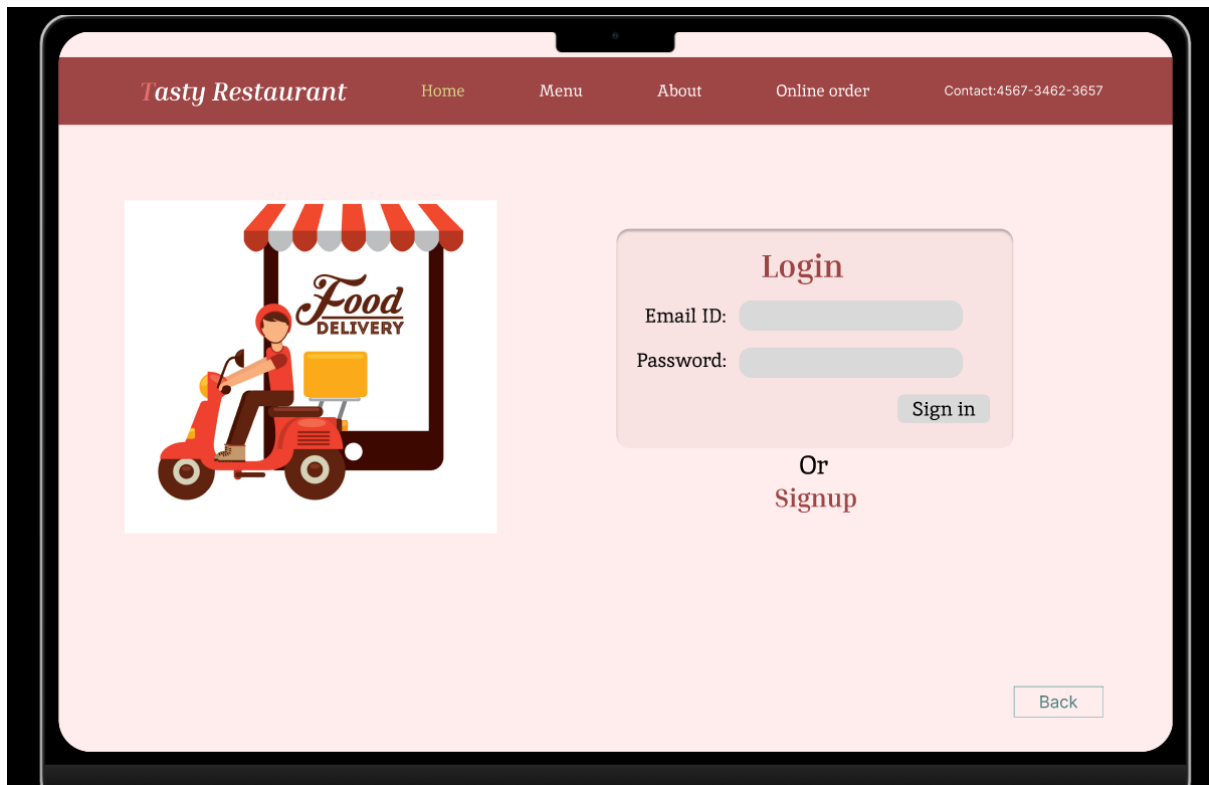 Tasty Restaurant Home Menu About Online order Contact:4567-3462-3657
Food
DELIVERY
Login
Email ID:
Password:
Sign in
Or
Signup
Back